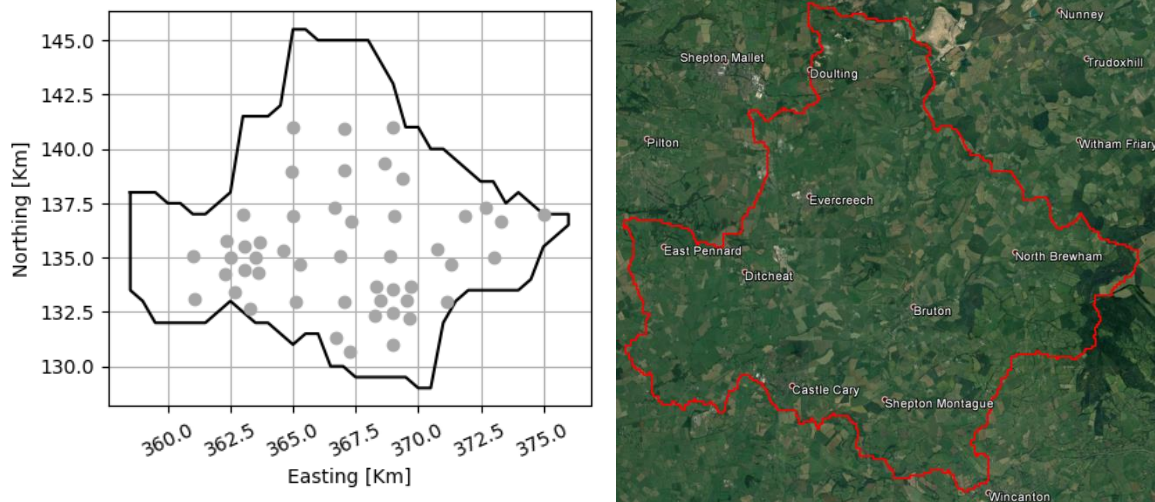 145.0
142.5
140.0
137.5
135.0
132.5
130.0
Northing [Km]
360.0 362.5 365.0 367.5 370.0 372.5 375.0
Easting [Km]
Nunney
Shepton Mallet
Trudoxhill
Doulting
Pilton
Witham Friary
Evercreech
East Pennard
North Brewham
Ditcheat
Bruton
Castle Cary
Shepton Montague
Wincanton